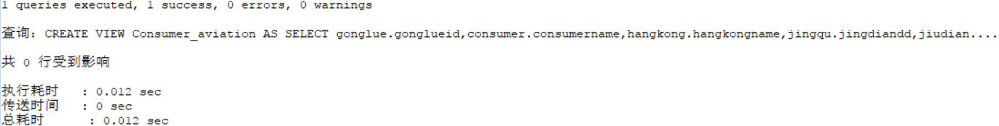 1 queries executed, 1 success, 0 errors, 0 warnings
查询：CREATE VIEW Consumer_aviation AS SELECT gonglue.gonglueid,consumer.consumername,hangkong.hangkongname,jingqu.jingdiandd,jiudian....
共 0 行受到影响
执行耗时 : 0.012 sec
传送时间 : 0 sec
总耗时 : 0.012 sec